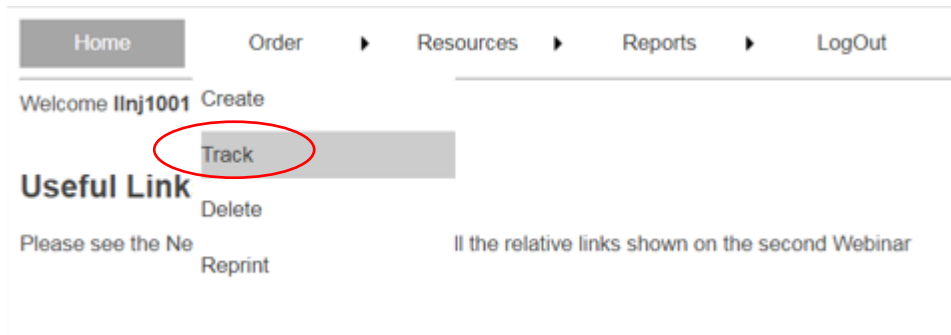 Home Order Resources Reports LogOut
Welcome llnj1001
Create
Track
Useful Link
Delete
Please see the Ne ll the relative links shown on the second Webinar
Reprint